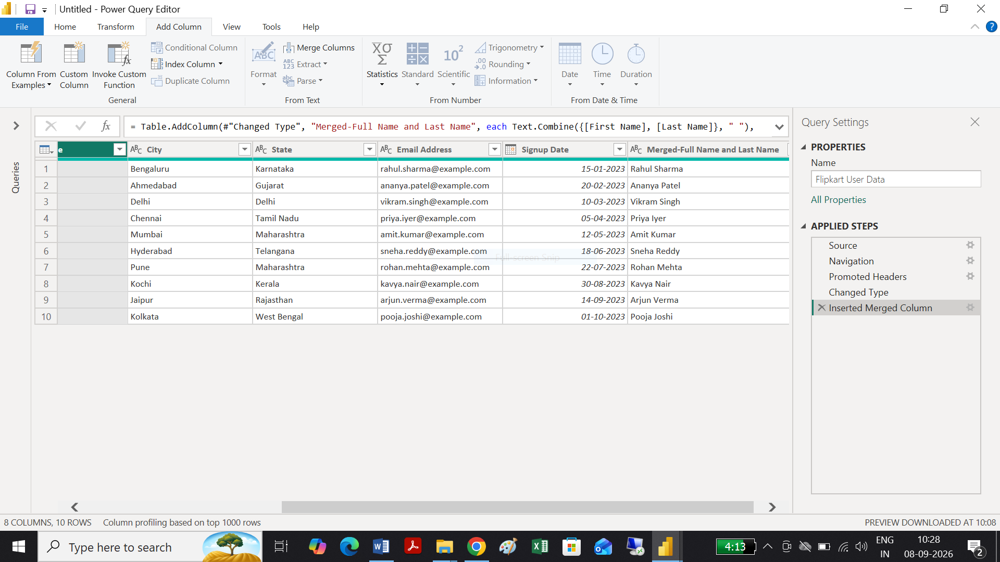 Untitled - Power Query Editor
File Home Transform Add Column View Tools Help
Column From Examples
Custom Column
Invoke Custom Function
Conditional Column
Index Column
Duplicate Column
General
Format
Merge Columns
Extract
Parse
From Text
Statistics
Standard
Scientific
Trigonometry
Rounding
Information
From Number
Date
Time
Duration
From Date & Time
= Table.AddColumn(#"Changed Type", "Merged-Full Name and Last Name", each Text.Combine({[First Name], [Last Name]}, " "),
Queries
e City State Email Address Signup Date Merged-Full Name and Last Name
1 Bengaluru Karnataka rahul.sharma@example.com 15-01-2023 Rahul Sharma
2 Ahmedabad Gujarat ananya.patel@example.com 20-02-2023 Ananya Patel
3 Delhi Delhi vikram.singh@example.com 10-03-2023 Vikram Singh
4 Chennai Tamil Nadu priya.iyer@example.com 05-04-2023 Priya Iyer
5 Mumbai Maharashtra amit.kumar@example.com 12-05-2023 Amit Kumar
6 Hyderabad Telangana sneha.reddy@example.com 18-06-2023 Sneha Reddy
Full-screen Snip
7 Pune Maharashtra rohan.mehta@example.com 22-07-2023 Rohan Mehta
8 Kochi Kerala kavya.nair@example.com 30-08-2023 Kavya Nair
9 Jaipur Rajasthan arjun.verma@example.com 14-09-2023 Arjun Verma
10 Kolkata West Bengal pooja.joshi@example.com 01-10-2023 Pooja Joshi
Query Settings
PROPERTIES
Name
Flipkart User Data
All Properties
APPLIED STEPS
Source
Navigation
Promoted Headers
Changed Type
Inserted Merged Column
8 COLUMNS, 10 ROWS Column profiling based on top 1000 rows
PREVIEW DOWNLOADED AT 10:08
Type here to search
4:13
ENG
IN
10:28
08-09-2026
2